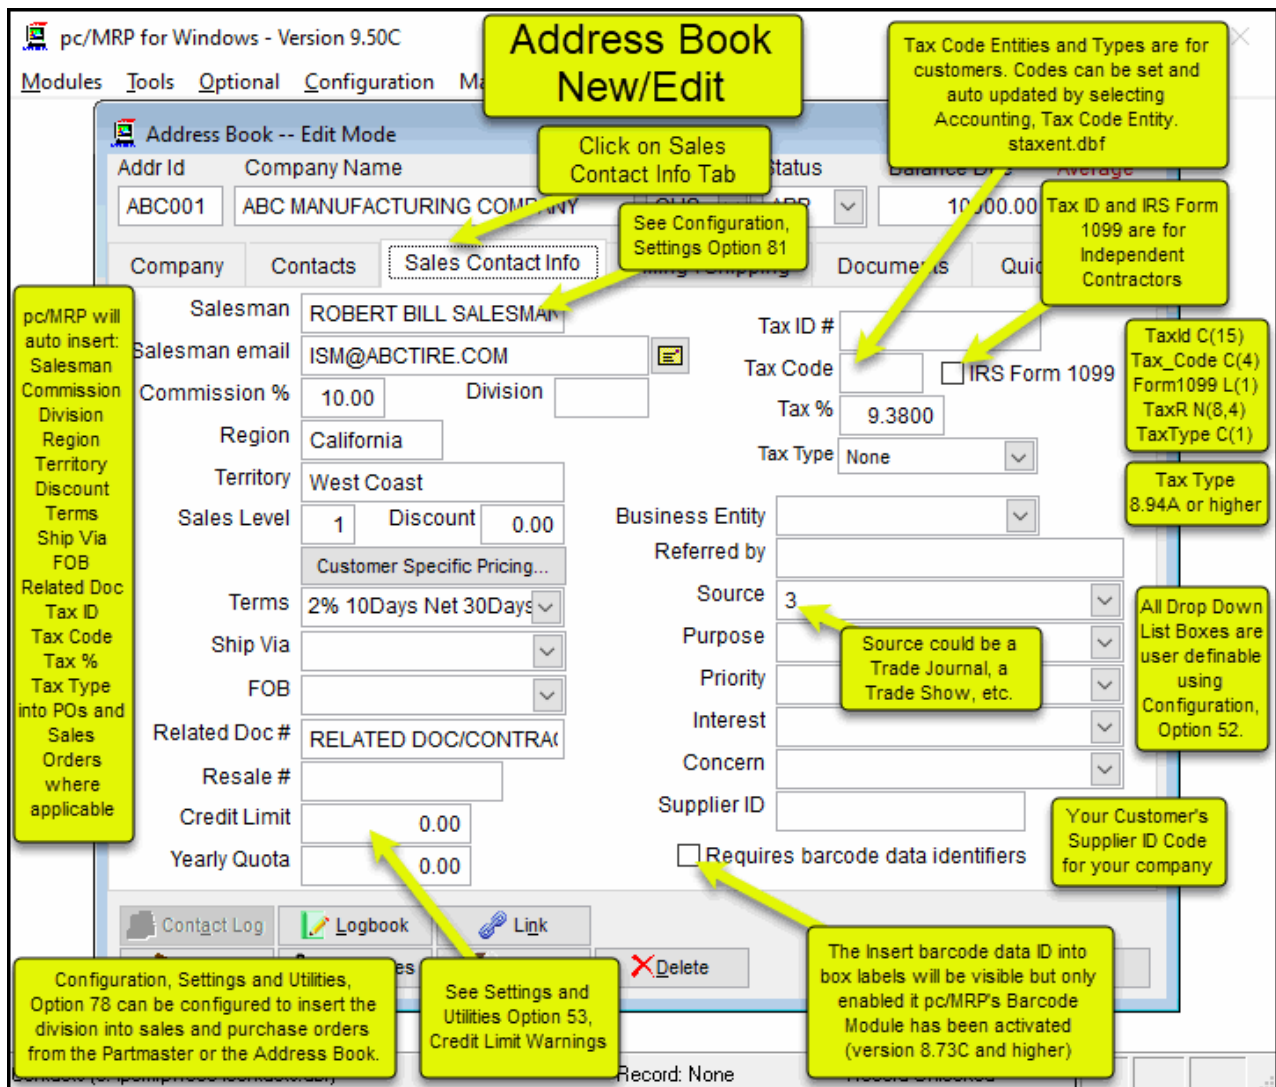 pc/MRP for Windows - Version 9.50C
Address Book
New/Edit
Modules Tools Optional Configuration
Tax Code Entities and Types are for
customers. Codes can be set and
auto updated by selecting
Accounting, Tax Code Entity.
staxent.dbf
Address Book -- Edit Mode
Click on Sales
Contact Info Tab
Addr Id Company Name Status Balance Due Average
ABC001 ABC MANUFACTURING COMPANY 10000.00
See Configuration,
Settings Option 81
Tax ID and IRS Form
1099 are for
Independent
Contractors
Company Contacts Sales Contact Info Documents
pc/MRP will
auto insert:
Salesman
Commission
Division
Region
Territory
Discount
Terms
Ship Via
FOB
Related Doc
Tax ID
Tax Code
Tax %
Tax Type
into POs and
Sales
Orders
where
applicable
Salesman ROBERT BILL SALESMAN
Salesman email ISM@ABCTIRE.COM
Commission % 10.00 Division
Region California
Territory West Coast
Sales Level 1 Discount 0.00
Customer Specific Pricing...
Terms 2% 10Days Net 30Days
Ship Via
FOB
Related Doc # RELATED DOC/CONTRAC
Resale #
Credit Limit 0.00
Yearly Quota 0.00
Tax ID #
Tax Code IRS Form 1099
Tax % 9.3800
Tax Type None
Business Entity
Referred by
Source 3
Purpose
Priority
Interest
Concern
Supplier ID
Requires barcode data identifiers
Source could be a
Trade Journal, a
Trade Show, etc.
TaxId C(15)
Tax_Code C(4)
Form1099 L(1)
TaxR N(8,4)
TaxType C(1)
Tax Type
8.94A or higher
All Drop Down
List Boxes are
user definable
using
Configuration,
Option 52.
Your Customer's
Supplier ID Code
for your company
Contact Log Logbook Link
Delete
Configuration, Settings and Utilities,
Option 78 can be configured to insert the
division into sales and purchase orders
from the Partmaster or the Address Book.
See Settings and
Utilities Option 53,
Credit Limit Warnings
The Insert barcode data ID into
box labels will be visible but only
enabled it pc/MRP's Barcode
Module has been activated
(version 8.73C and higher)
Record: None